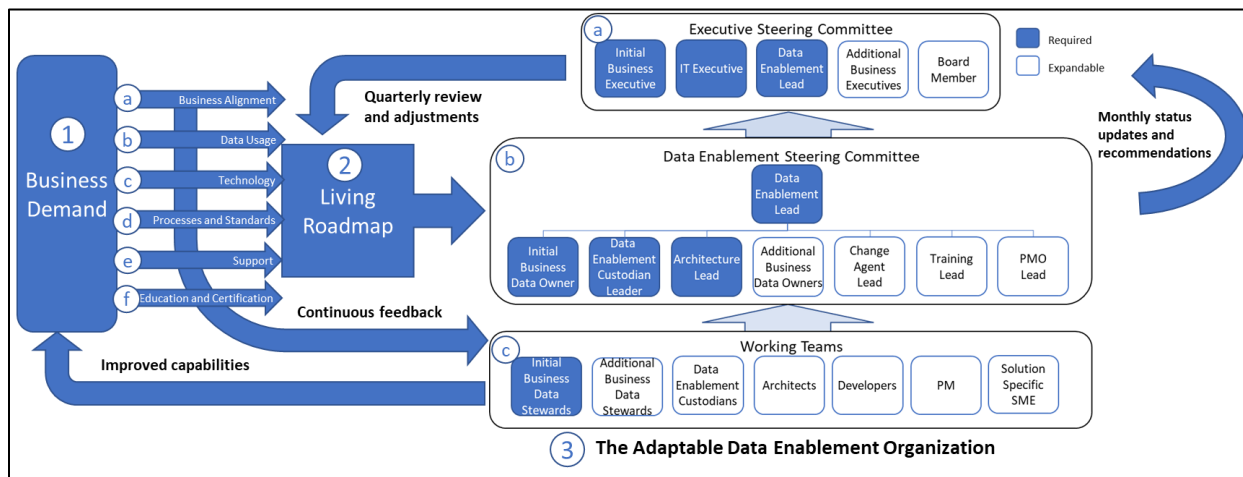 1
Business
Demand
a
Business Alignment
b
Data Usage
c
Technology
d
Processes and Standards
e
Support
f
Education and Certification
Quarterly review
and adjustments
2
Living
Roadmap
Continuous feedback
Improved capabilities
a
Executive Steering Committee
Initial
Business
Executive
IT Executive
Data
Enablement
Lead
Additional
Business
Executives
Board
Member
Required
Expandable
Monthly status
updates and
recommendations
b
Data Enablement Steering Committee
Data
Enablement
Lead
Initial
Business
Data Owner
Data
Enablement
Custodian
Leader
Architecture
Lead
Additional
Business
Data Owners
Change
Agent
Lead
Training
Lead
PMO
Lead
c
Working Teams
Initial
Business
Data
Stewards
Additional
Business
Data
Stewards
Data
Enablement
Custodians
Architects
Developers
PM
Solution
Specific
SME
3
The Adaptable Data Enablement Organization